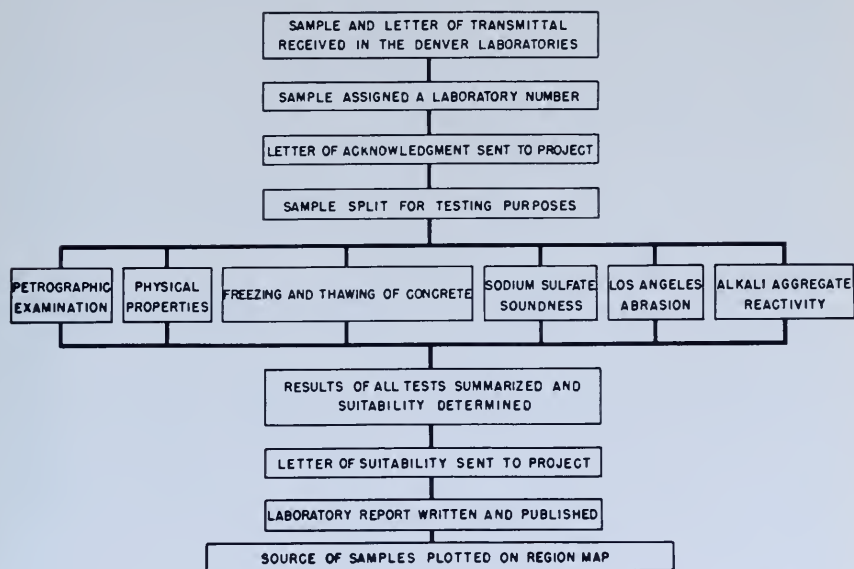 SAMPLE AND LETTER OF TRANSMITTAL
RECEIVED IN THE DENVER LABORATORIES
SAMPLE ASSIGNED A LABORATORY NUMBER
LETTER OF ACKNOWLEDGMENT SENT TO PROJECT
SAMPLE SPLIT FOR TESTING PURPOSES
PETROGRAPHIC
EXAMINATION
PHYSICAL
PROPERTIES
FREEZING AND THAWING OF CONCRETE
SODIUM SULFATE
SOUNDNESS
LOS ANGELES
ABRASION
ALKALI AGGREGATE
REACTIVITY
RESULTS OF ALL TESTS SUMMARIZED AND
SUITABILITY DETERMINED
LETTER OF SUITABILITY SENT TO PROJECT
LABORATORY REPORT WRITTEN AND PUBLISHED
SOURCE OF SAMPLES PLOTTED ON REGION MAP